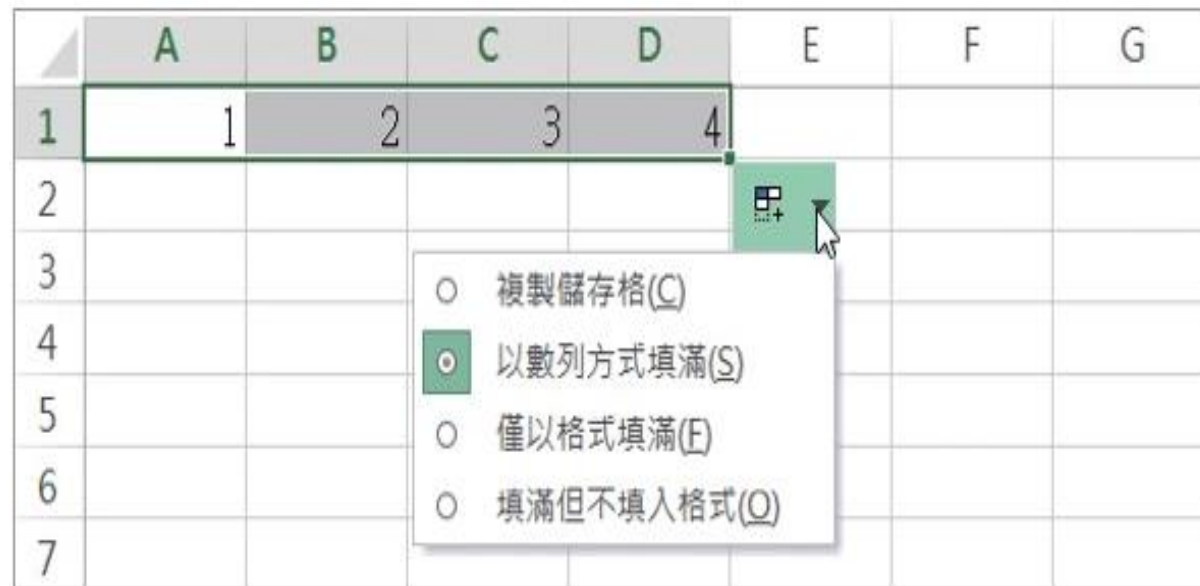 A B C D E F G
1 1 2 3 4
2
3
複製儲存格(C)
4
以數列方式填滿(S)
5
僅以格式填滿(F)
6
填滿但不填入格式(O)
7